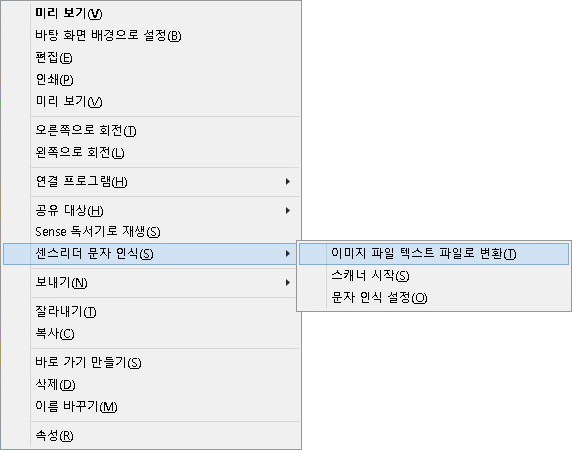 미리 보기(V)
바탕 화면 배경으로 설정(B)
편집(E)
인쇄(P)
미리 보기(V)
오른쪽으로 회전(T)
왼쪽으로 회전(L)
연결 프로그램(H)
공유 대상(H)
Sense 독서기로 재생(S)
센스리더 문자 인식(S)
이미지 파일 텍스트 파일로 변환(T)
스캐너 시작(S)
문자 인식 설정(O)
보내기(N)
잘라내기(T)
복사(C)
바로 가기 만들기(S)
삭제(D)
이름 바꾸기(M)
속성(R)